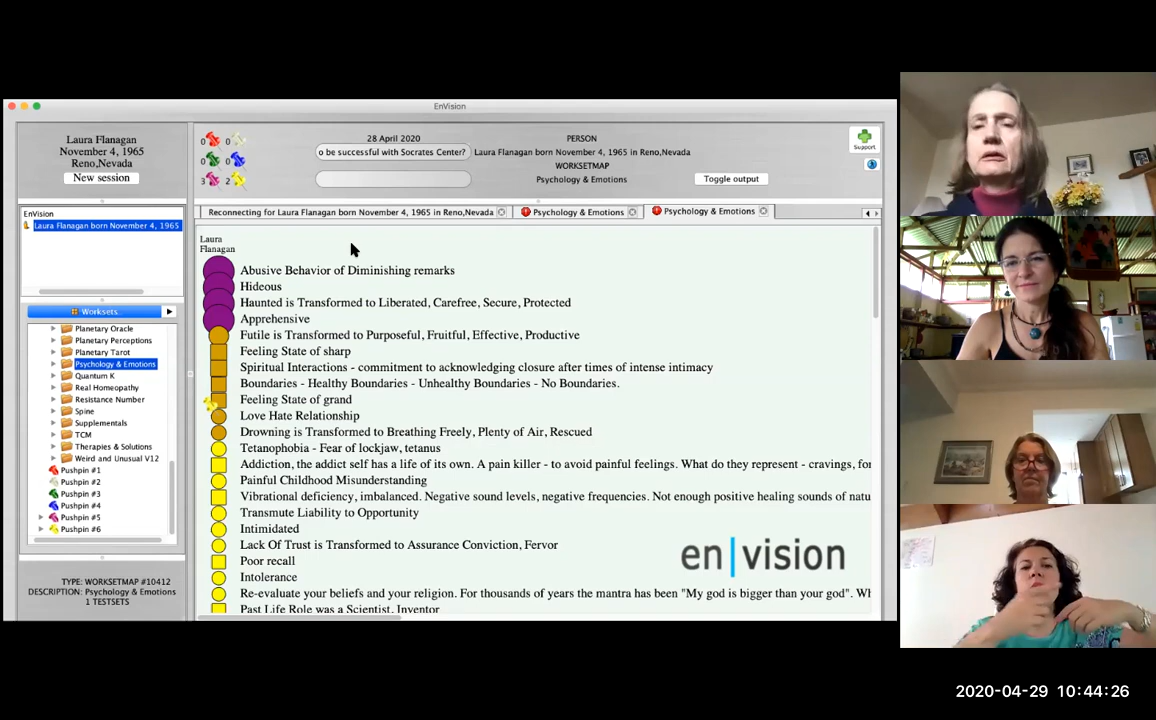 EnVision
Laura Flanagan
November 4, 1965
Reno,Nevada
New session
0 0
0 0
3 2
28 April 2020
o be successful with Socrates Center?
PERSON
Laura Flanagan born November 4, 1965 in Reno,Nevada
WORKSETMAP
Psychology & Emotions
Toggle output
Support
EnVision
Laura Flanagan born November 4, 1965
Worksets
Planetary Oracle
Planetary Perceptions
Planetary Tarot
Psychology & Emotions
Quantum K
Real Homeopathy
Resistance Number
Spine
Supplementals
TCM
Therapies & Solutions
Weird and Unusual V12
Pushpin #1
Pushpin #2
Pushpin #3
Pushpin #4
Pushpin #5
Pushpin #6
TYPE: WORKSETMAP #10412
DESCRIPTION: Psychology & Emotions
1 TESTSETS
Reconnecting for Laura Flanagan born November 4, 1965 in Reno,Nevada
Psychology & Emotions
Psychology & Emotions
Laura
Flanagan
Abusive Behavior of Diminishing remarks
Hideous
Haunted is Transformed to Liberated, Carefree, Secure, Protected
Apprehensive
Futile is Transformed to Purposeful, Fruitful, Effective, Productive
Feeling State of sharp
Spiritual Interactions - commitment to acknowledging closure after times of intense intimacy
Boundaries - Healthy Boundaries - Unhealthy Boundaries - No Boundaries.
Feeling State of grand
Love Hate Relationship
Drowning is Transformed to Breathing Freely, Plenty of Air, Rescued
Tetanophobia - Fear of lockjaw, tetanus
Addiction, the addict self has a life of its own. A pain killer - to avoid painful feelings. What do they represent - cravings, for
Painful Childhood Misunderstanding
Vibrational deficiency, imbalanced. Negative sound levels, negative frequencies. Not enough positive healing sounds of natu
Transmute Liability to Opportunity
Intimidated
Lack Of Trust is Transformed to Assurance Conviction, Fervor
Poor recall
Intolerance
Re-evaluate your beliefs and your religion. For thousands of years the mantra has been "My god is bigger than your god". Wh
Past Life Role was a Scientist, Inventor
en|vision
2020-04-29 10:44:26